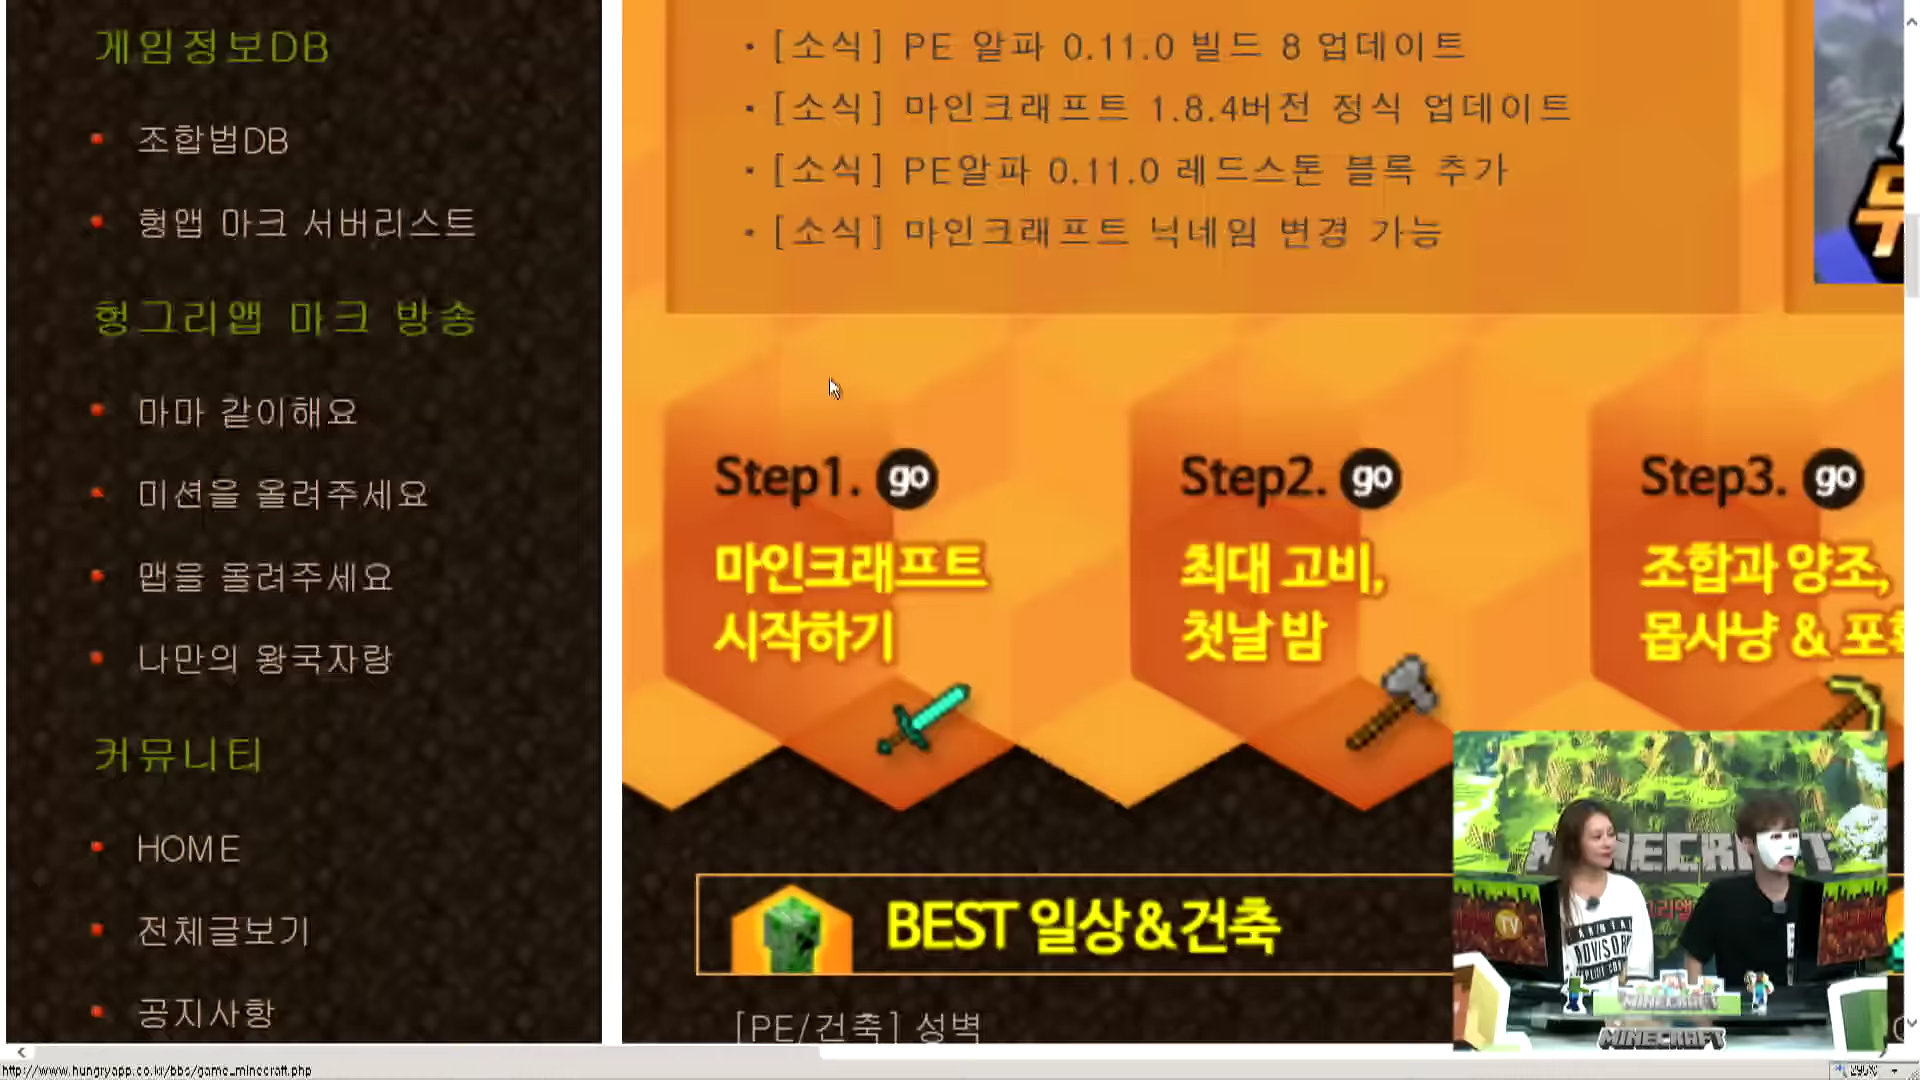 게임정보DB
조합법DB
헝앱 마크 서버리스트
헝그리앱 마크 방송
마마 같이해요
미션을 올려주세요
맵을 올려주세요
나만의 왕국자랑
커뮤니티
HOME
전체글보기
공지사항
[소식] PE 알파 0.11.0 빌드 8 업데이트
[소식] 마인크래프트 1.8.4버전 정식 업데이트
[소식] PE알파 0.11.0 레드스톤 블록 추가
[소식] 마인크래프트 닉네임 변경 가능
Step1. go
마인크래프트
시작하기
Step2. go
최대 고비,
첫날 밤
Step3. go
조합과 양조,
몹사냥 &
BEST 일상&건축
[PE/건축] 성벽
TV
ADVISORY
MINECRAFT
MINECRAFT
http://www.hungryapp.co.kr/bbs/game_minecraft.php